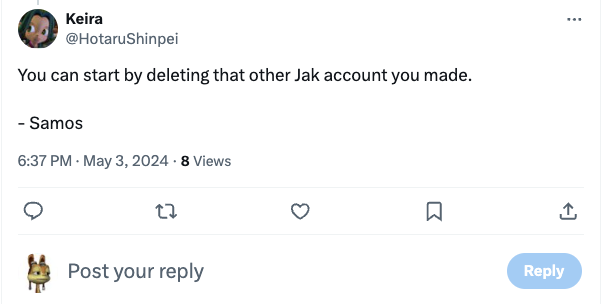 Keira
@HotaruShinpei
You can start by deleting that other Jak account you made.
- Samos
6:37 PM · May 3, 2024 · 8 Views
Post your reply
Reply